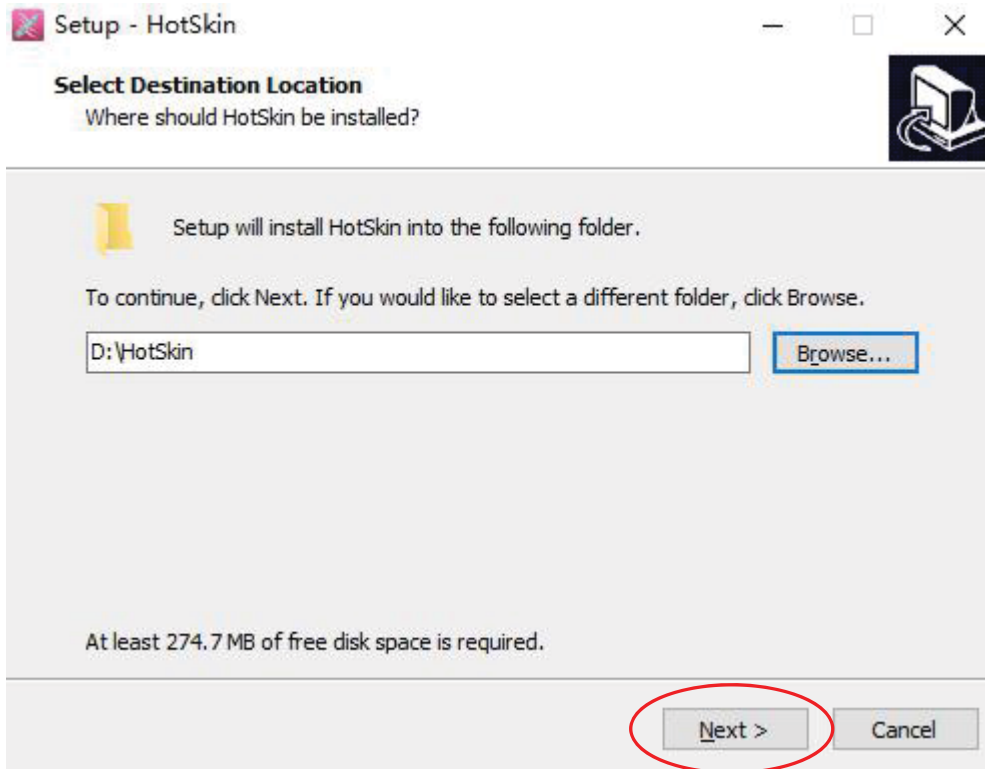 Setup - HotSkin
Select Destination Location
Where should HotSkin be installed?
Setup will install HotSkin into the following folder.
To continue, click Next. If you would like to select a different folder, click Browse.
D:\HotSkin
Browse...
At least 274.7 MB of free disk space is required.
Next >
Cancel